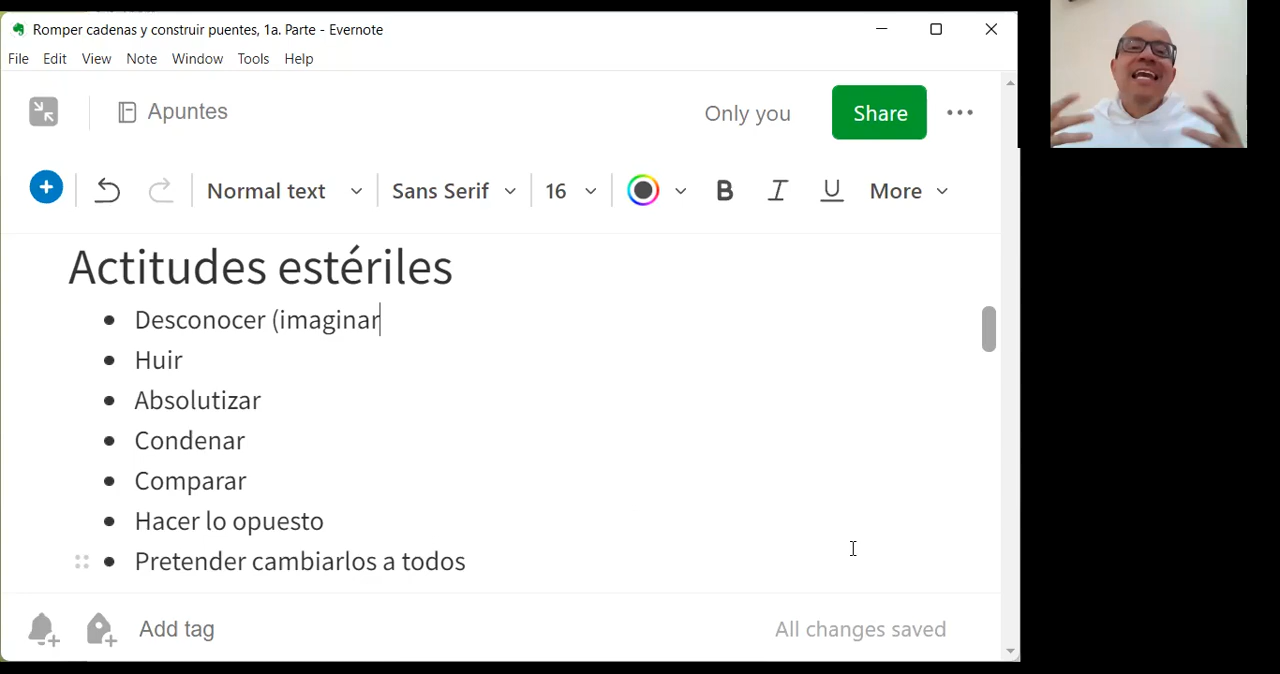 Romper cadenas y construir puentes, 1a. Parte - Evernote
File Edit View Note Window Tools Help
Apuntes Only you Share
Normal text Sans Serif 16 B I U More
Actitudes estériles
Desconocer (imaginar
Huir
Absolutizar
Condenar
Comparar
Hacer lo opuesto
Pretender cambiarlos a todos
Add tag All changes saved